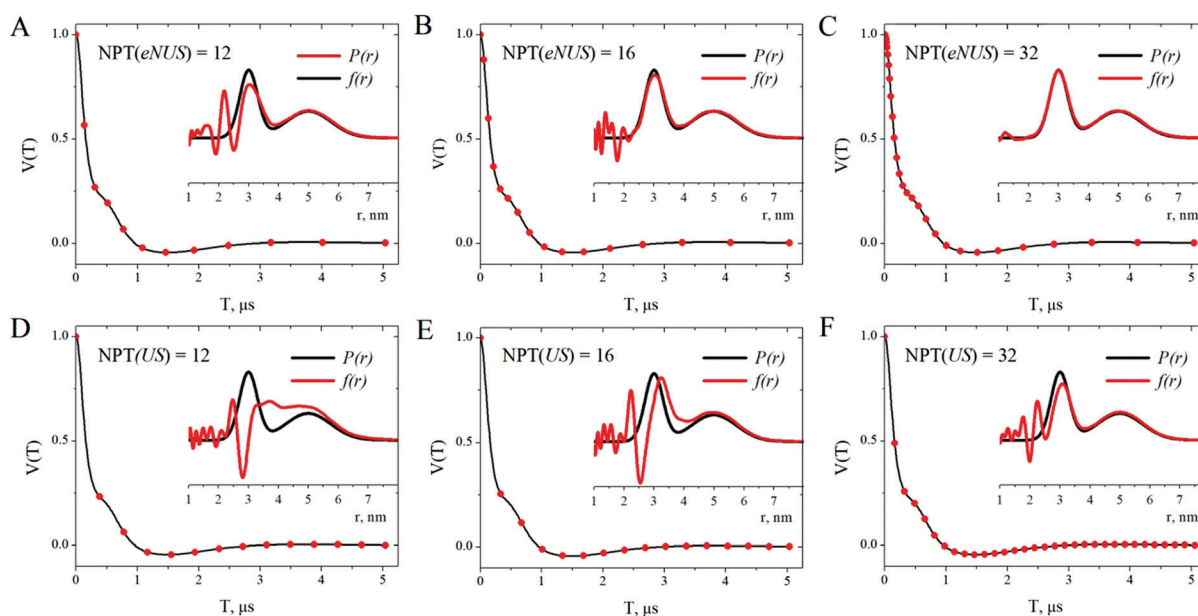 A
NPT(eNUS) = 12
P(r)
f(r)
1.0
0.5
0.0
V(T)
1 2 3 4 5 6 7
r, nm
0 1 2 3 4 5
T, μs
B
NPT(eNUS) = 16
P(r)
f(r)
1.0
0.5
0.0
V(T)
1 2 3 4 5 6 7
r, nm
0 1 2 3 4 5
T, μs
C
NPT(eNUS) = 32
P(r)
f(r)
1.0
0.5
0.0
V(T)
1 2 3 4 5 6 7
r, nm
0 1 2 3 4 5
T, μs
D
NPT(US) = 12
P(r)
f(r)
1.0
0.5
0.0
V(T)
1 2 3 4 5 6 7
r, nm
0 1 2 3 4 5
T, μs
E
NPT(US) = 16
P(r)
f(r)
1.0
0.5
0.0
V(T)
1 2 3 4 5 6 7
r, nm
0 1 2 3 4 5
T, μs
F
NPT(US) = 32
P(r)
f(r)
1.0
0.5
0.0
V(T)
1 2 3 4 5 6 7
r, nm
0 1 2 3 4 5
T, μs